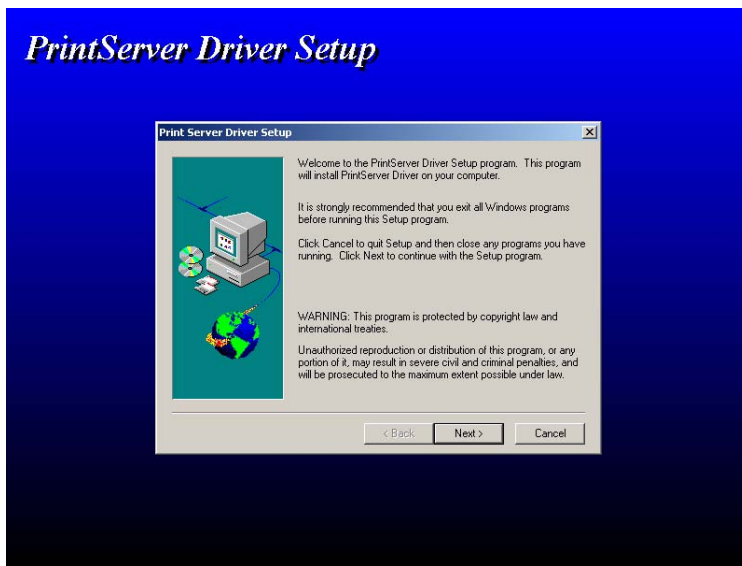 PrintServer Driver Setup
Print Server Driver Setup
Welcome to the PrintServer Driver Setup program. This program
will install PrintServer Driver on your computer.
It is strongly recommended that you exit all Windows programs
before running this Setup program.
Click Cancel to quit Setup and then close any programs you have
running. Click Next to continue with the Setup program.
WARNING: This program is protected by copyright law and
international treaties.
Unauthorized reproduction or distribution of this program, or any
portion of it, may result in severe civil and criminal penalties, and
will be prosecuted to the maximum extent possible under law.
< Back Next > Cancel